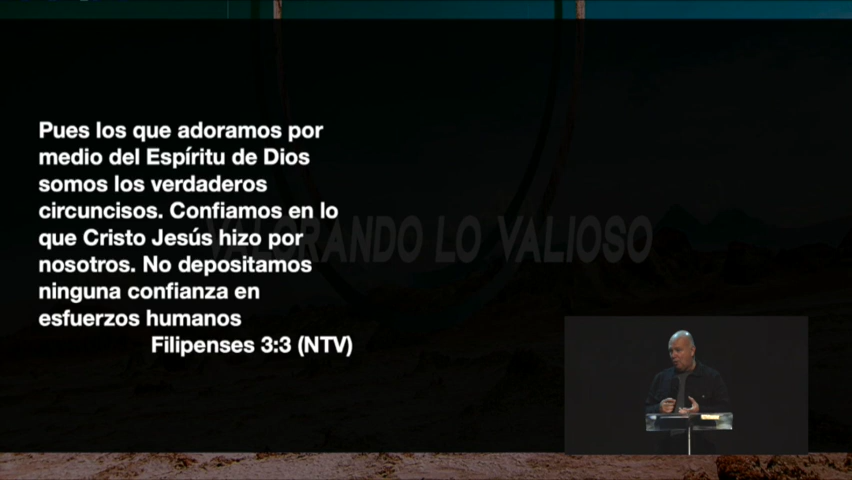 Pues los que adoramos por
medio del Espíritu de Dios
somos los verdaderos
circuncisos. Confiamos en lo
que Cristo Jesús hizo por
nosotros. No depositamos
ninguna confianza en
esfuerzos humanos
Filipenses 3:3 (NTV)
VALORANDO LO VALIOSO